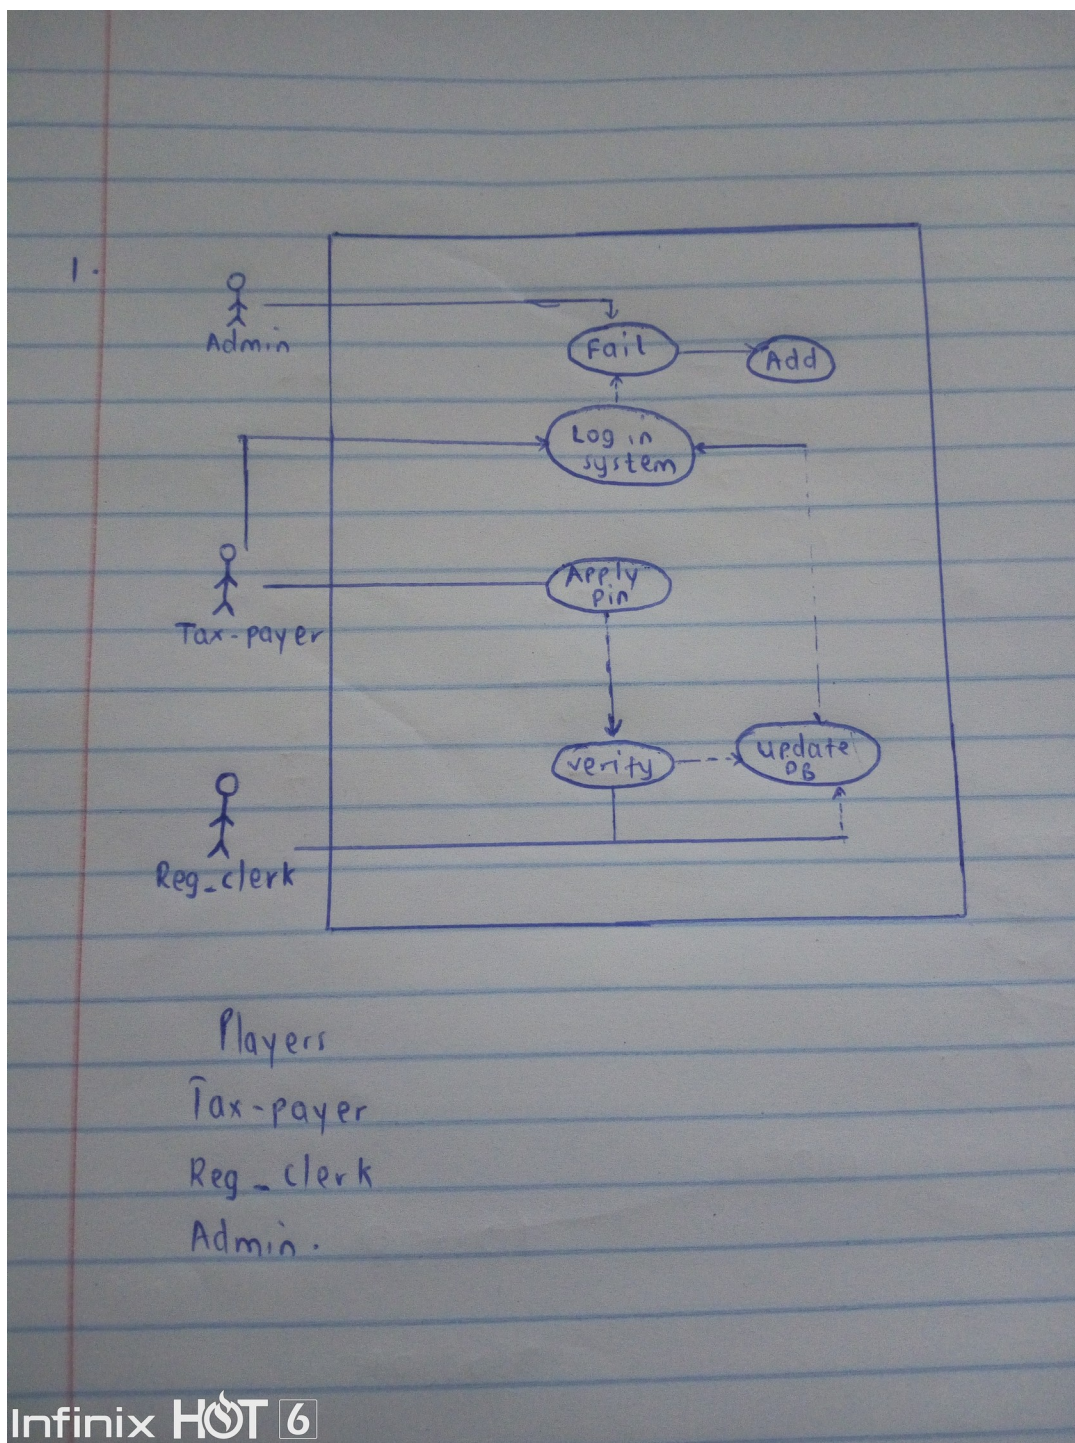 1.
Admin
Fail
Add
Log in
system
Apply
pin
Tax-payer
verify
update
DB
Reg_clerk
Players
Tax-payer
Reg_clerk
Admin.
Infinix HOT 6